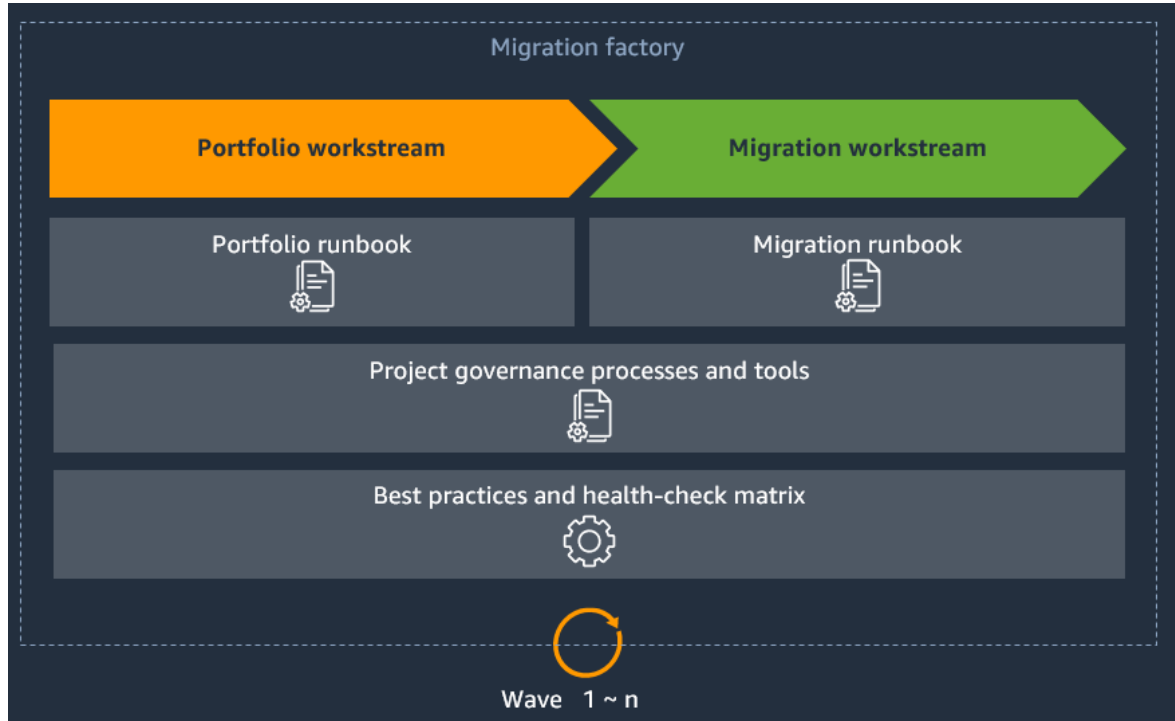 Migration factory
Portfolio workstream
Migration workstream
Portfolio runbook
Migration runbook
Project governance processes and tools
Best practices and health-check matrix
Wave 1 ~ n